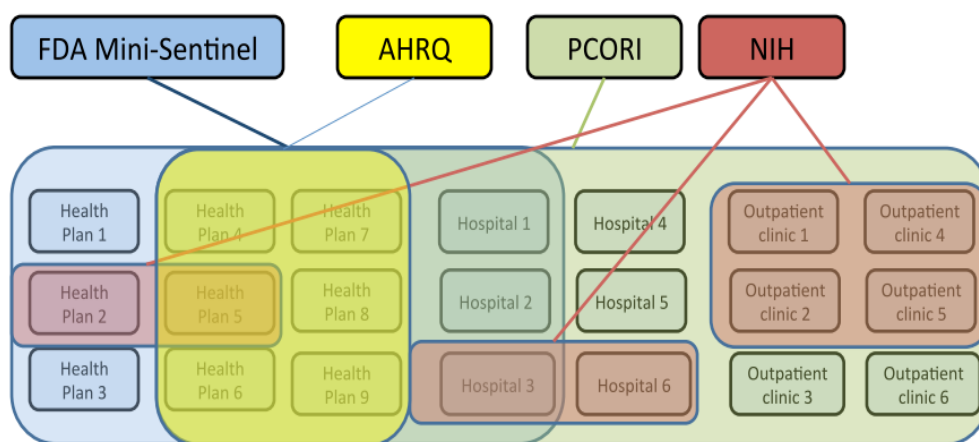 FDA Mini-Sentinel
AHRQ
PCORI
NIH
Health
Plan 1
Health
Plan 4
Health
Plan 7
Hospital 1
Hospital 4
Outpatient
clinic 1
Outpatient
clinic 4
Health
Plan 2
Health
Plan 5
Health
Plan 8
Hospital 2
Hospital 5
Outpatient
clinic 2
Outpatient
clinic 5
Health
Plan 3
Health
Plan 6
Health
Plan 9
Hospital 3
Hospital 6
Outpatient
clinic 3
Outpatient
clinic 6